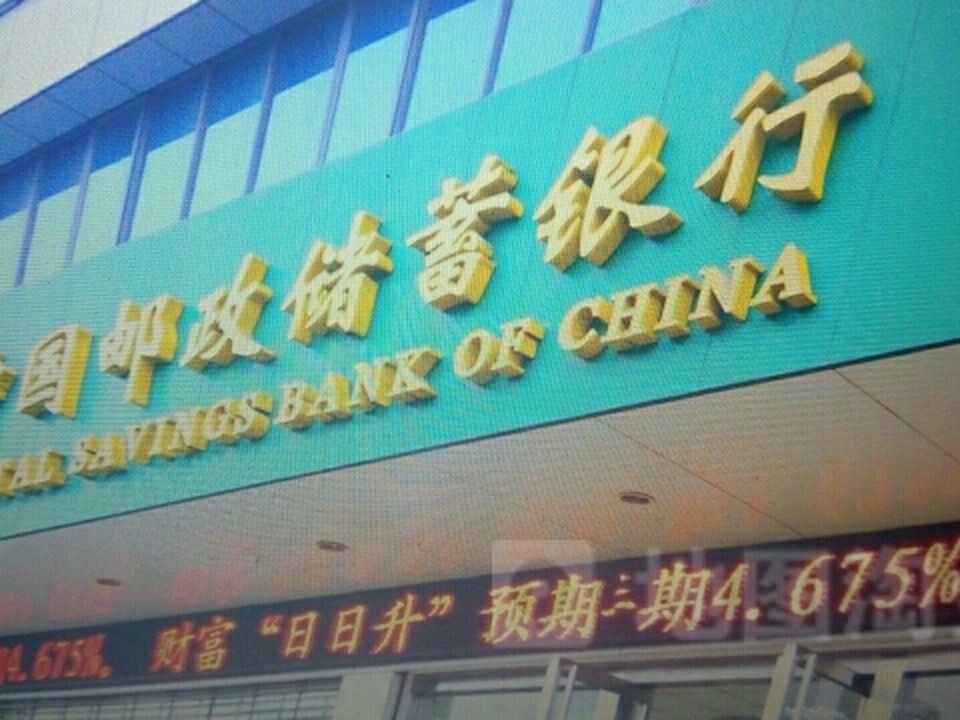 国邮政储蓄银行
TAL SAVINGS BANK OF CHINA
4.675%。 财富“日日升” 预期三期4.675%